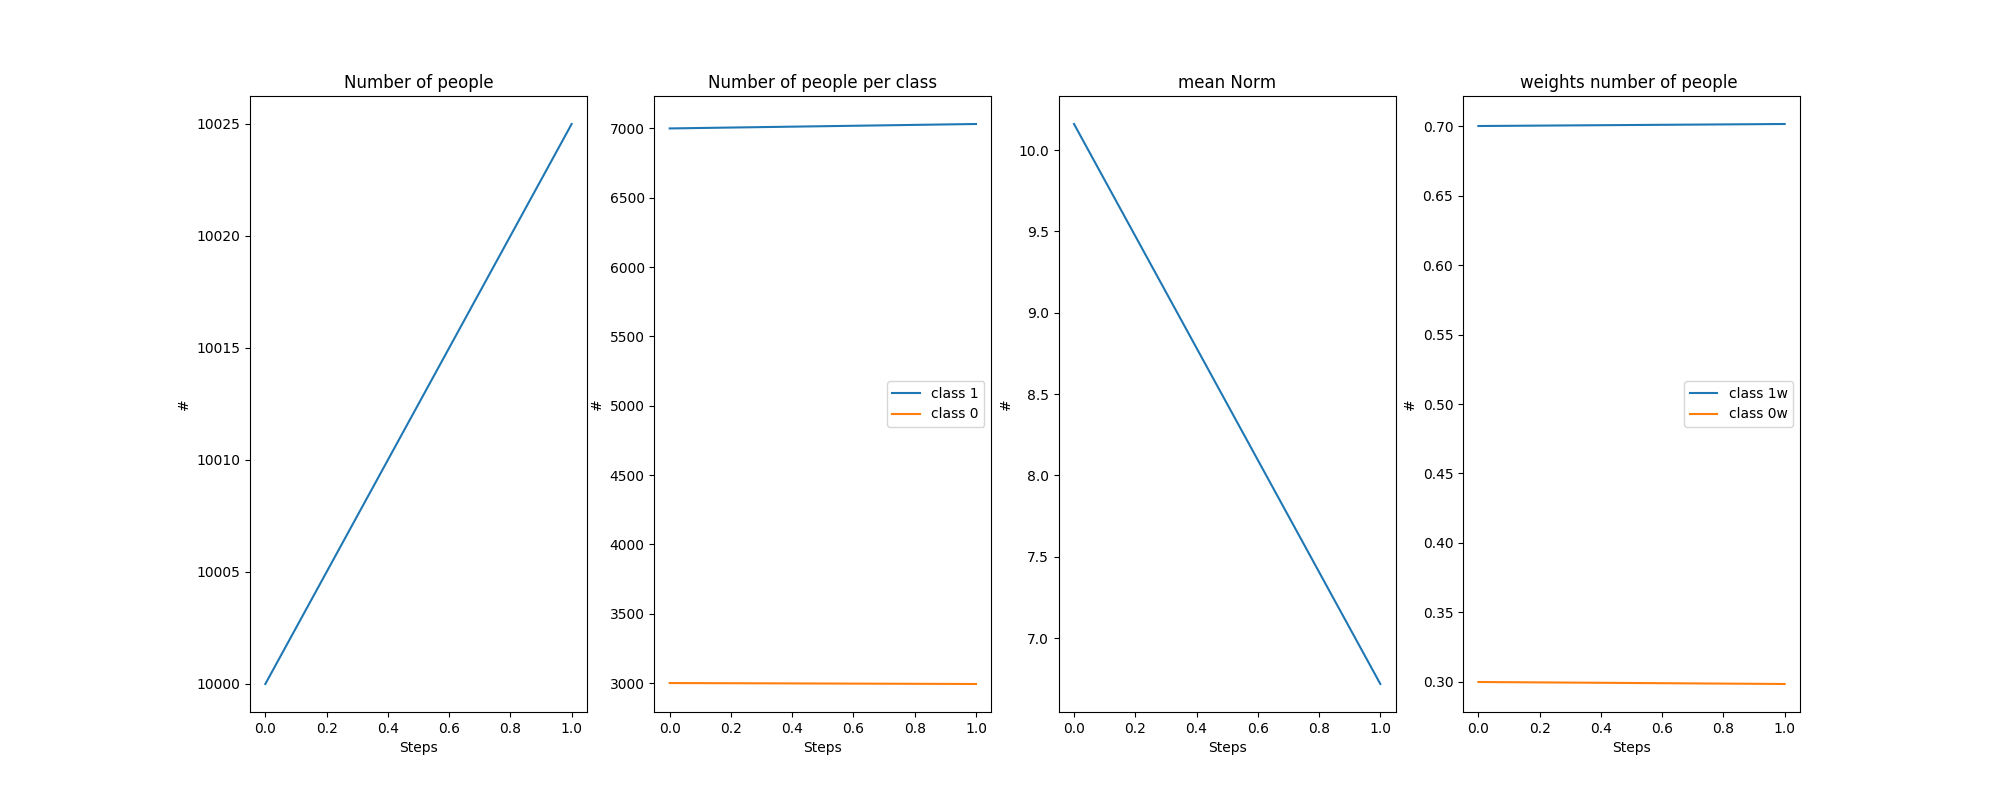 Number of people
10025
10020
10015
10010
10005
10000
#
0.0 0.2 0.4 0.6 0.8 1.0
Steps
Number of people per class
7000
6500
6000
5500
5000
4500
4000
3500
3000
#
class 1
class 0
0.0 0.2 0.4 0.6 0.8 1.0
Steps
mean Norm
10.0
9.5
9.0
8.5
8.0
7.5
7.0
#
0.0 0.2 0.4 0.6 0.8 1.0
Steps
weights number of people
0.70
0.65
0.60
0.55
0.50
0.45
0.40
0.35
0.30
#
class 1w
class 0w
0.0 0.2 0.4 0.6 0.8 1.0
Steps